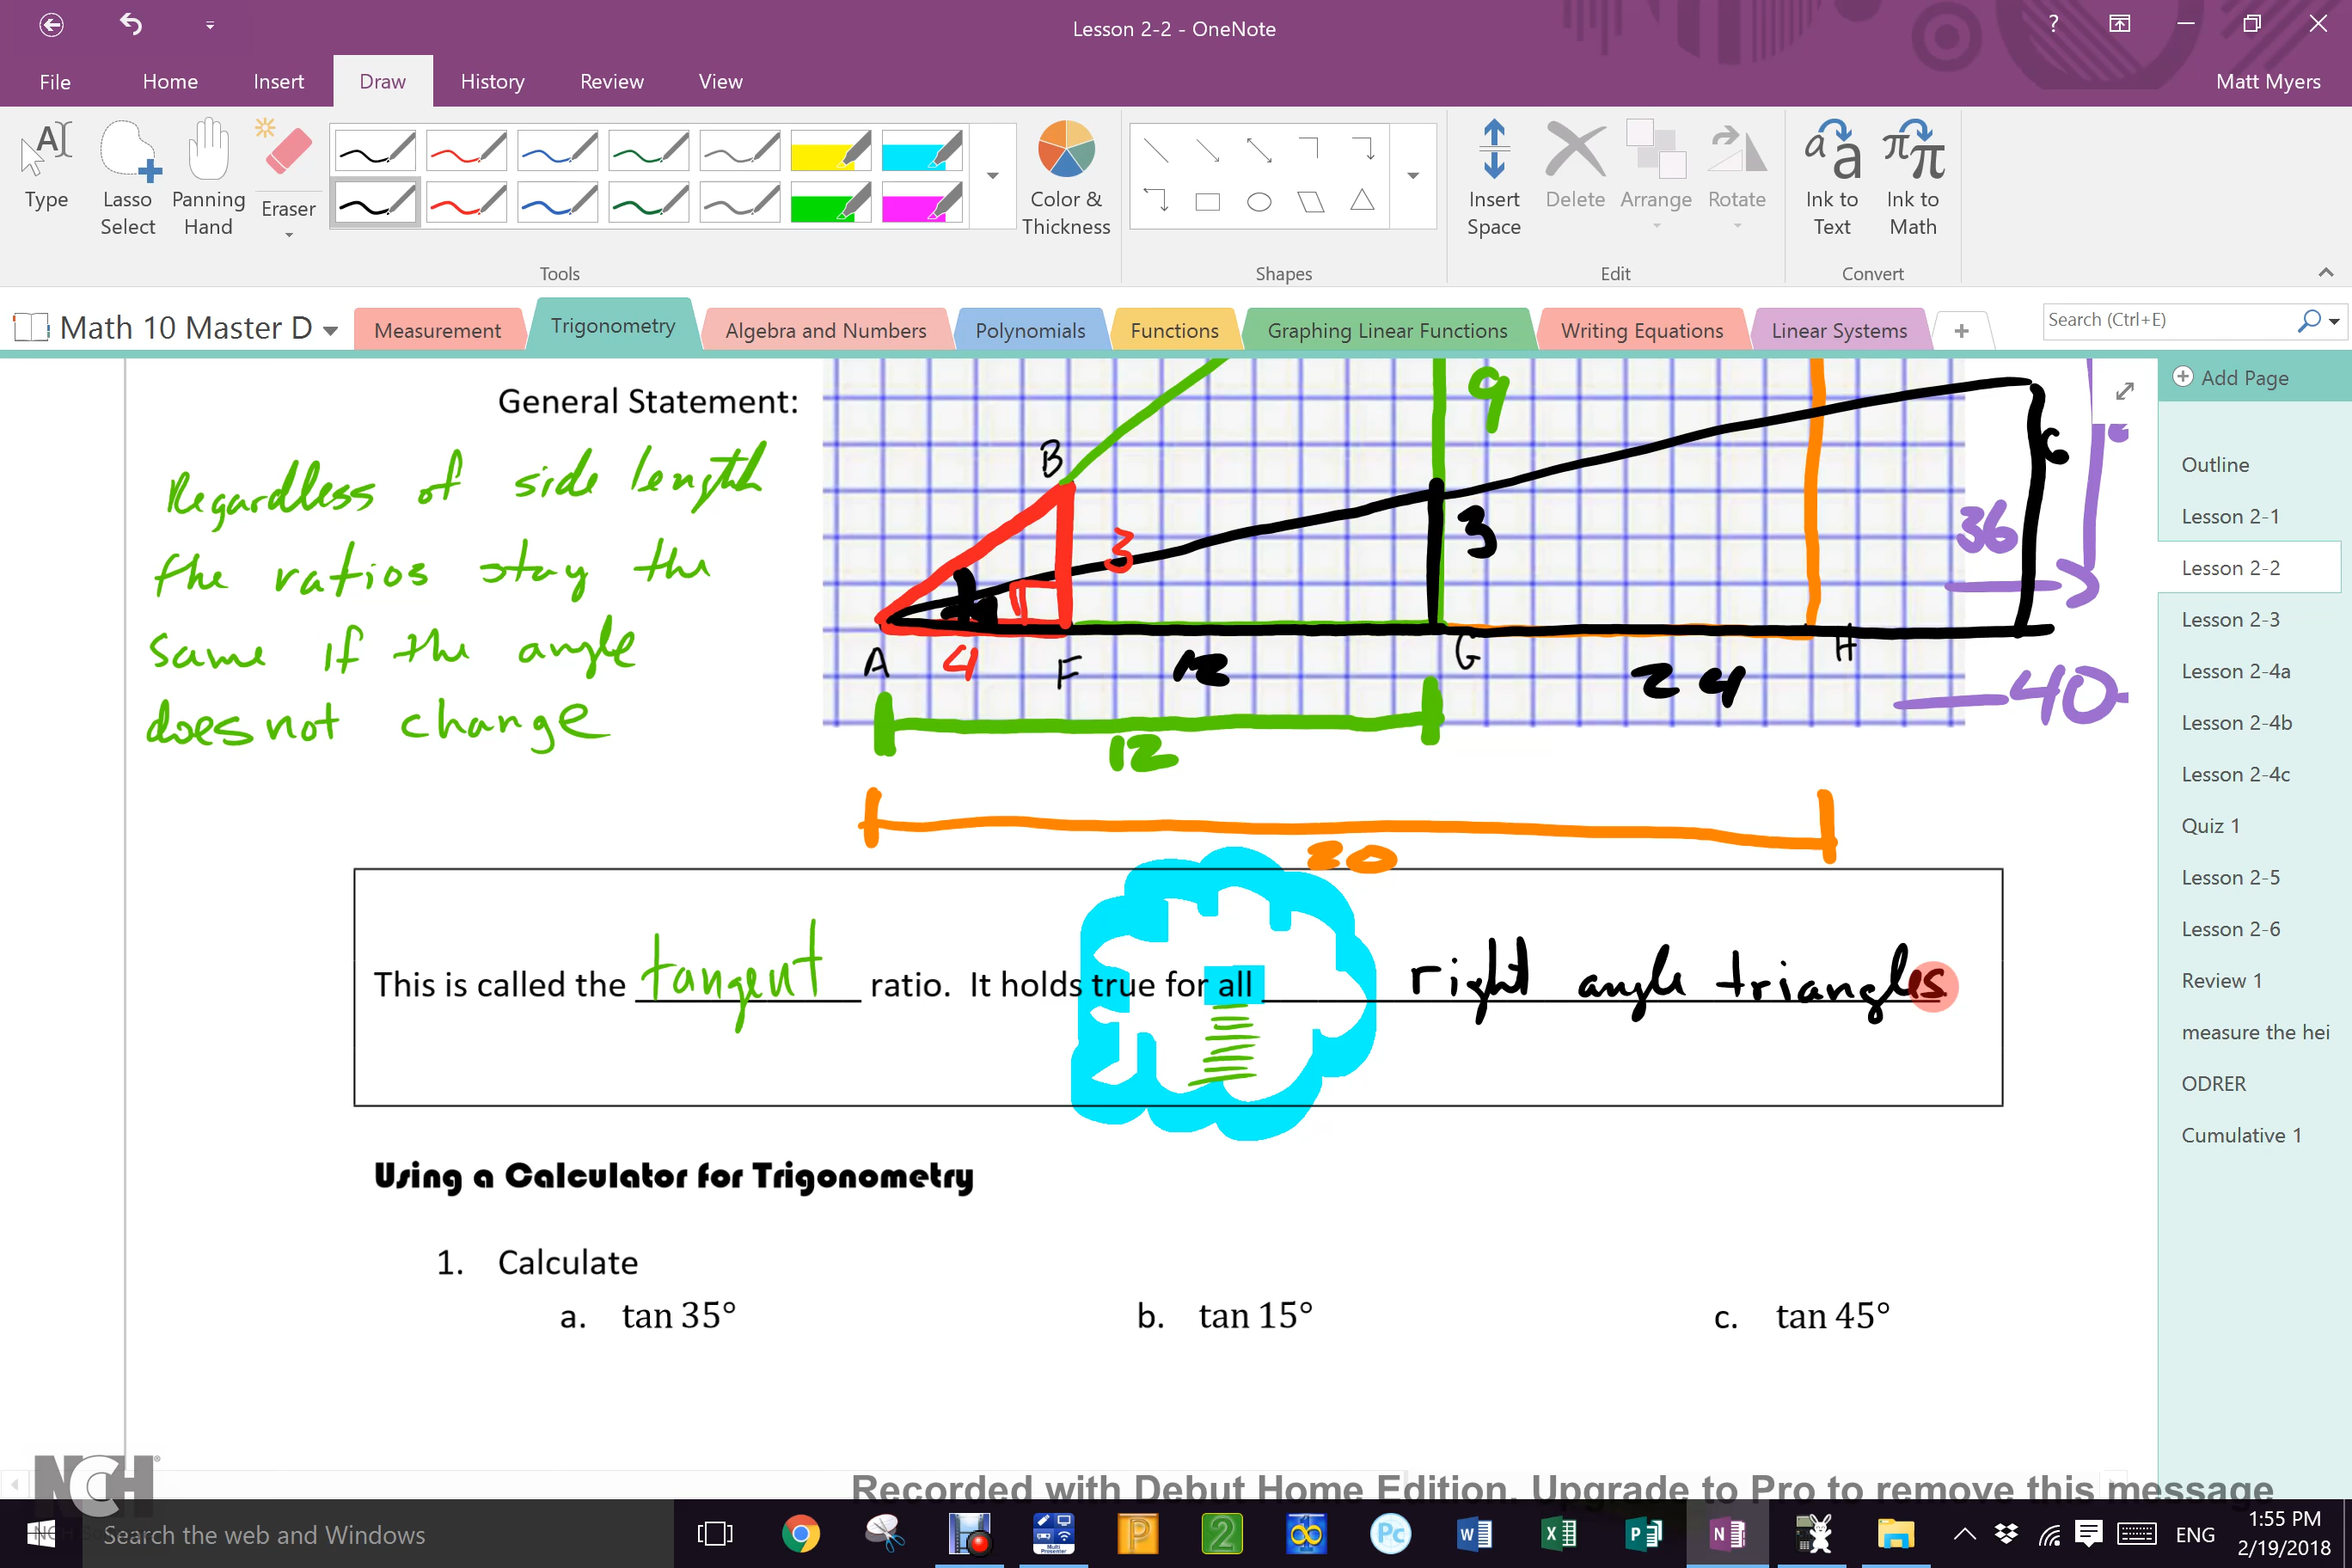 Lesson 2-2 - OneNote
?
File Home Insert Draw History Review View Matt Myers
Type
Lasso Select
Panning Hand
Eraser
Color & Thickness
Insert Space
Delete
Arrange
Rotate
Ink to Text
Ink to Math
Tools Shapes Edit Convert
Math 10 Master D Measurement Trigonometry Algebra and Numbers Polynomials Functions Graphing Linear Functions Writing Equations Linear Systems +
Search (Ctrl+E)
Add Page
Outline
Lesson 2-1
Lesson 2-2
Lesson 2-3
Lesson 2-4a
Lesson 2-4b
Lesson 2-4c
Quiz 1
Lesson 2-5
Lesson 2-6
Review 1
measure the hei
ODRER
Cumulative 1
General Statement:
Regardless of side length
the ratios stay the
same if the angle
does not change
9
B
6
3 3 36
A 4 F 12 G 24 H 40
12
20
This is called the tangent ratio. It holds true for all right angle triangles
Using a Calculator for Trigonometry
1. Calculate
a. tan 35° b. tan 15° c. tan 45°
NCH
Recorded with Debut Home Edition. Upgrade to Pro to remove this message
Search the web and Windows
ENG
1:55 PM
2/19/2018